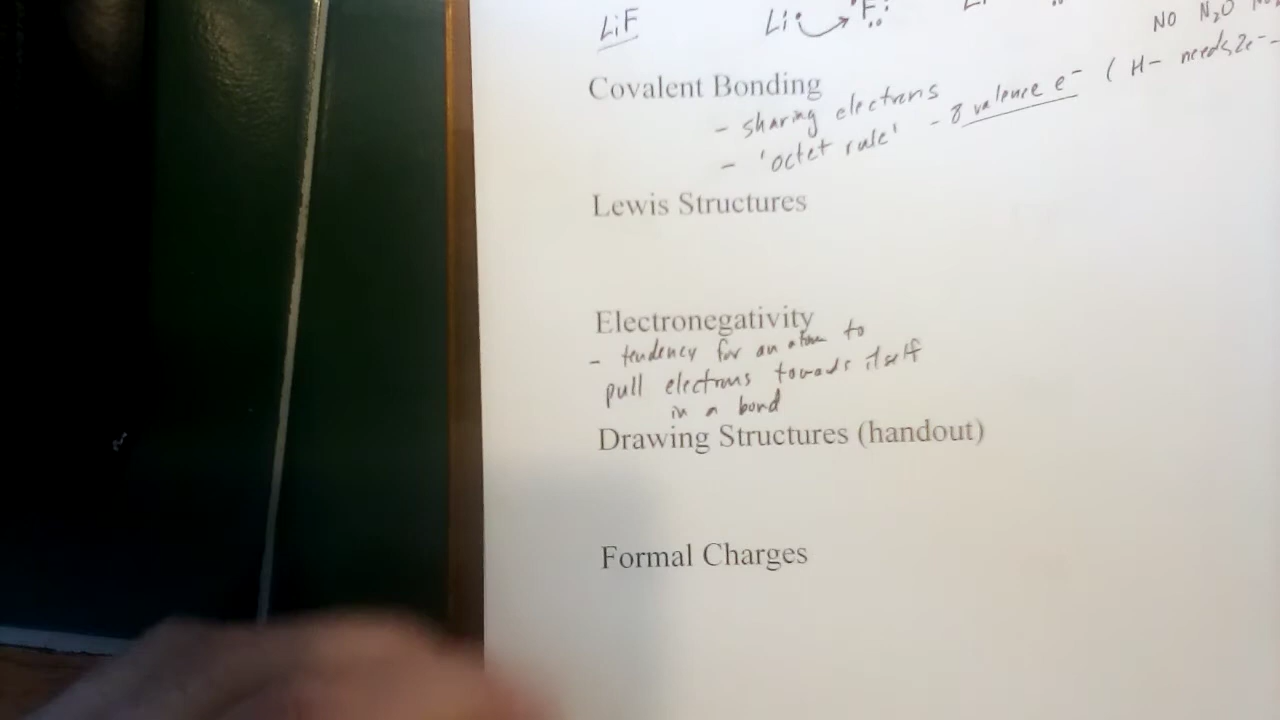 LiF Li F NO N₂O
Covalent Bonding
- sharing electrons
- 'octet rule' - 8 valence e⁻ ( H- needs 2e⁻ -
Lewis Structures
Electronegativity
- tendency for an atom to
pull electrons towards itself
in a bond
Drawing Structures (handout)
Formal Charges